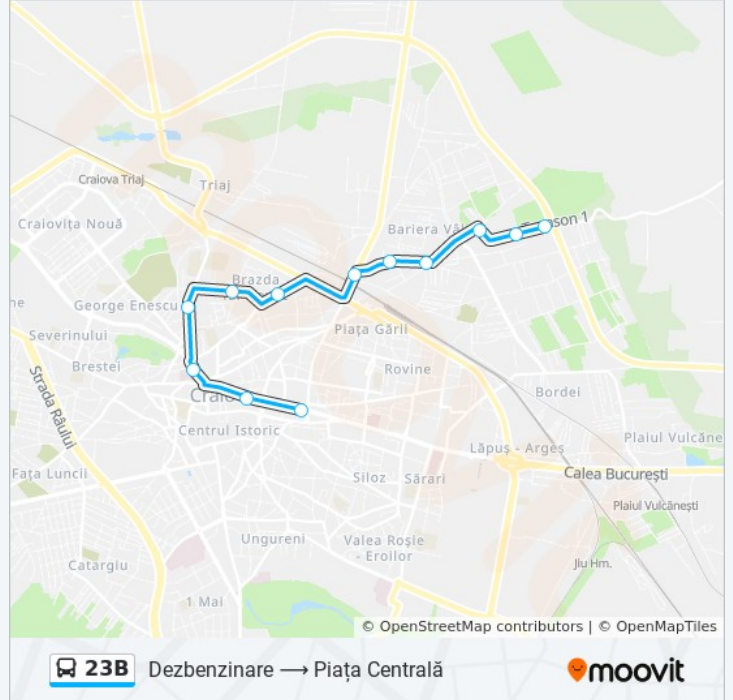 Craiova Triaj
Triaj
Craiovița Nouă
Bariera Vâ
son 1
Brazda
George Enescu
Piața Gării
Severinului
Brestei
Rovine
Strada Râului
Bordei
Centrul Istoric
Lăpuș - Argeș
Plaiul Vulcăne
Fața Luncii
Siloz
Sărari
Calea București
Plaiul Vulcănești
Ungureni
Valea Roșie
- Eroilor
Catargiu
Jiu Hm.
1 Mai
© OpenStreetMap contributors | © OpenMapTiles
23B Dezbenzinare ⟶ Piața Centrală
moovit